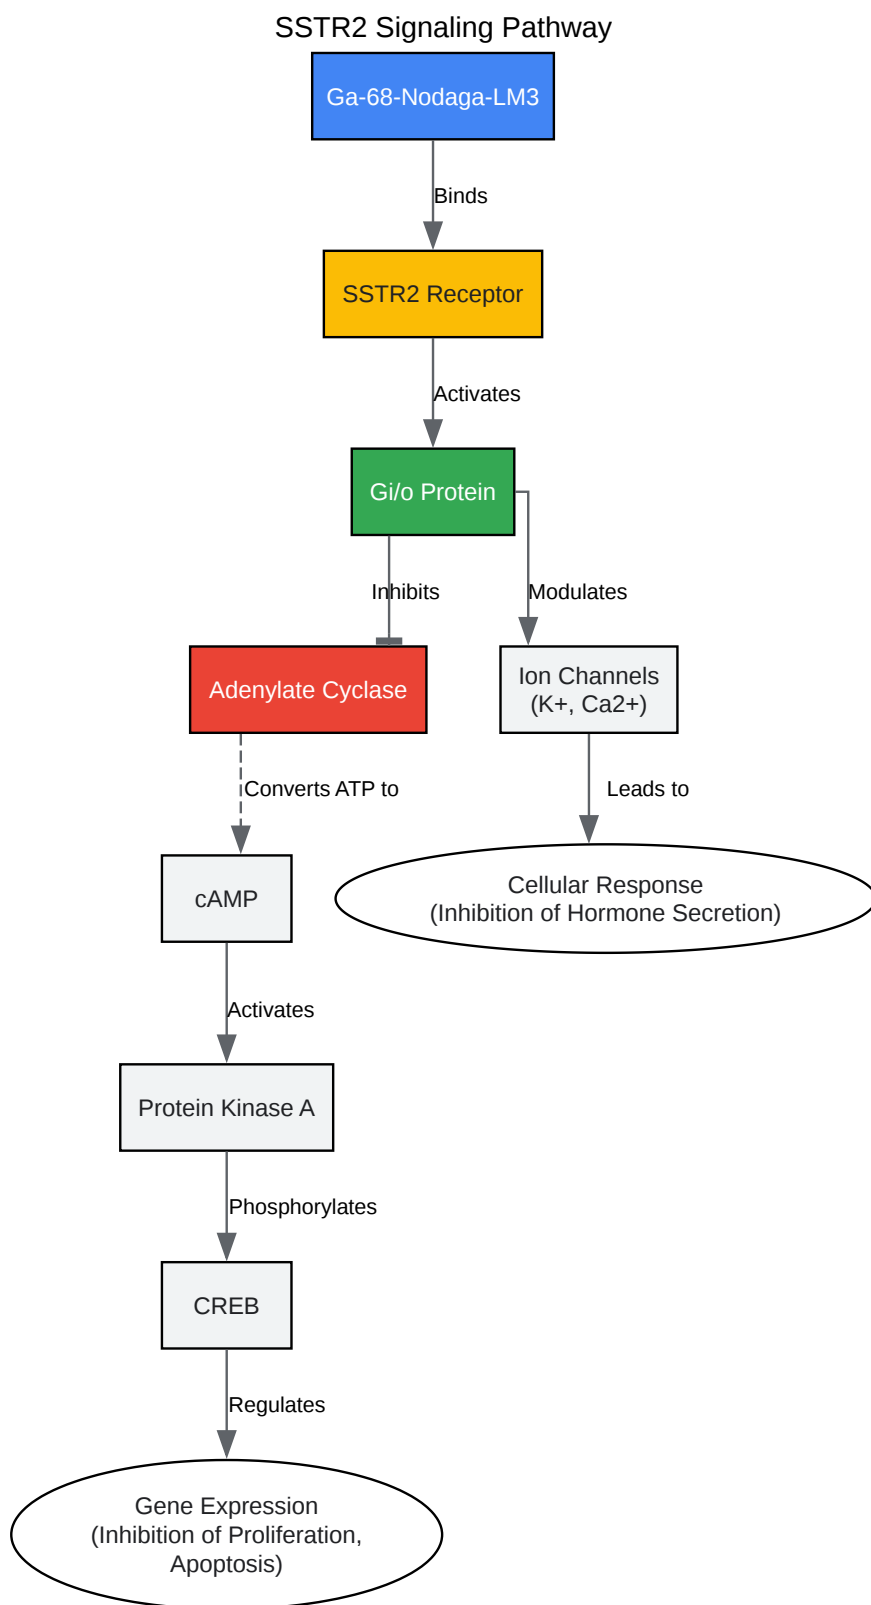 SSTR2 Signaling Pathway
Ga-68-Nodaga-LM3
Binds
SSTR2 Receptor
Activates
Gi/o Protein
Inhibits
Modulates
Adenylate Cyclase
Ion Channels
(K+, Ca2+)
Converts ATP to
Leads to
cAMP
Cellular Response
(Inhibition of Hormone Secretion)
Activates
Protein Kinase A
Phosphorylates
CREB
Regulates
Gene Expression
(Inhibition of Proliferation,
Apoptosis)